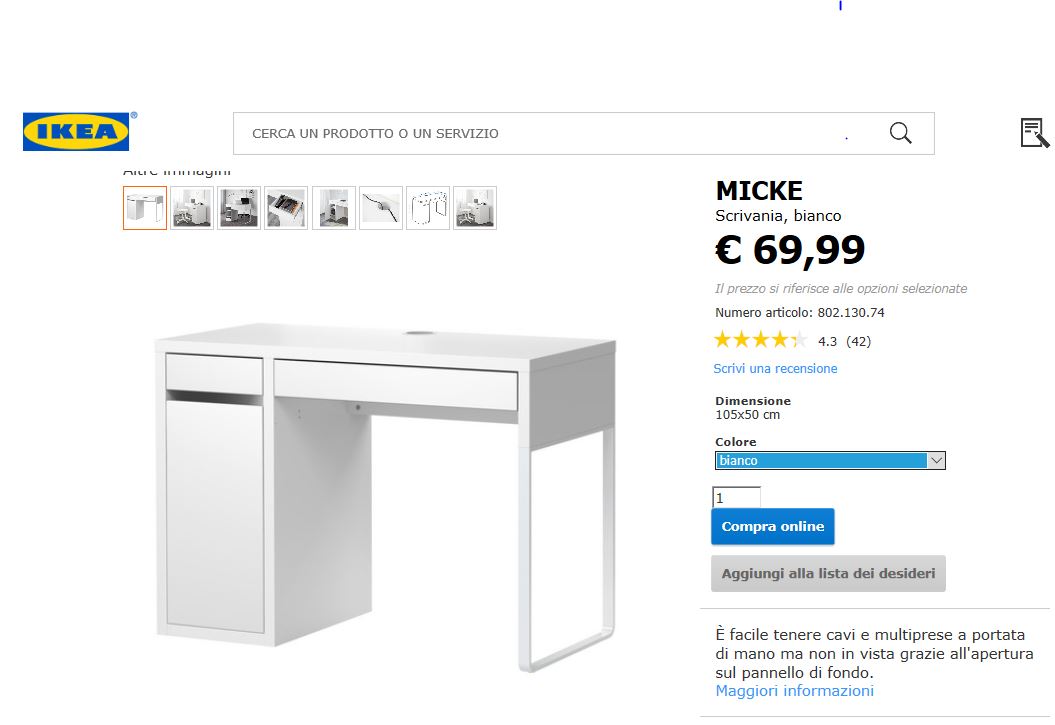 IKEA®
CERCA UN PRODOTTO O UN SERVIZIO
Altre immagini
MICKE
Scrivania, bianco
€ 69,99
Il prezzo si riferisce alle opzioni selezionate
Numero articolo: 802.130.74
4.3 (42)
Scrivi una recensione
Dimensione
105x50 cm
Colore
bianco
1
Compra online
Aggiungi alla lista dei desideri
È facile tenere cavi e multiprese a portata
di mano ma non in vista grazie all'apertura
sul pannello di fondo.
Maggiori informazioni